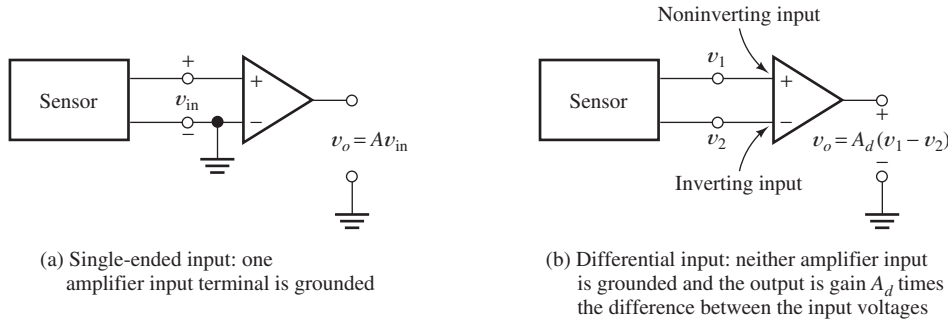 Sensor
+
v_in
−
+
−
v_o = Av_in
(a) Single-ended input: one
amplifier input terminal is grounded
Noninverting input
Sensor
v_1
v_2
+
−
Inverting input
+
v_o = A_d(v_1 − v_2)
−
(b) Differential input: neither amplifier input
is grounded and the output is gain A_d times
the difference between the input voltages